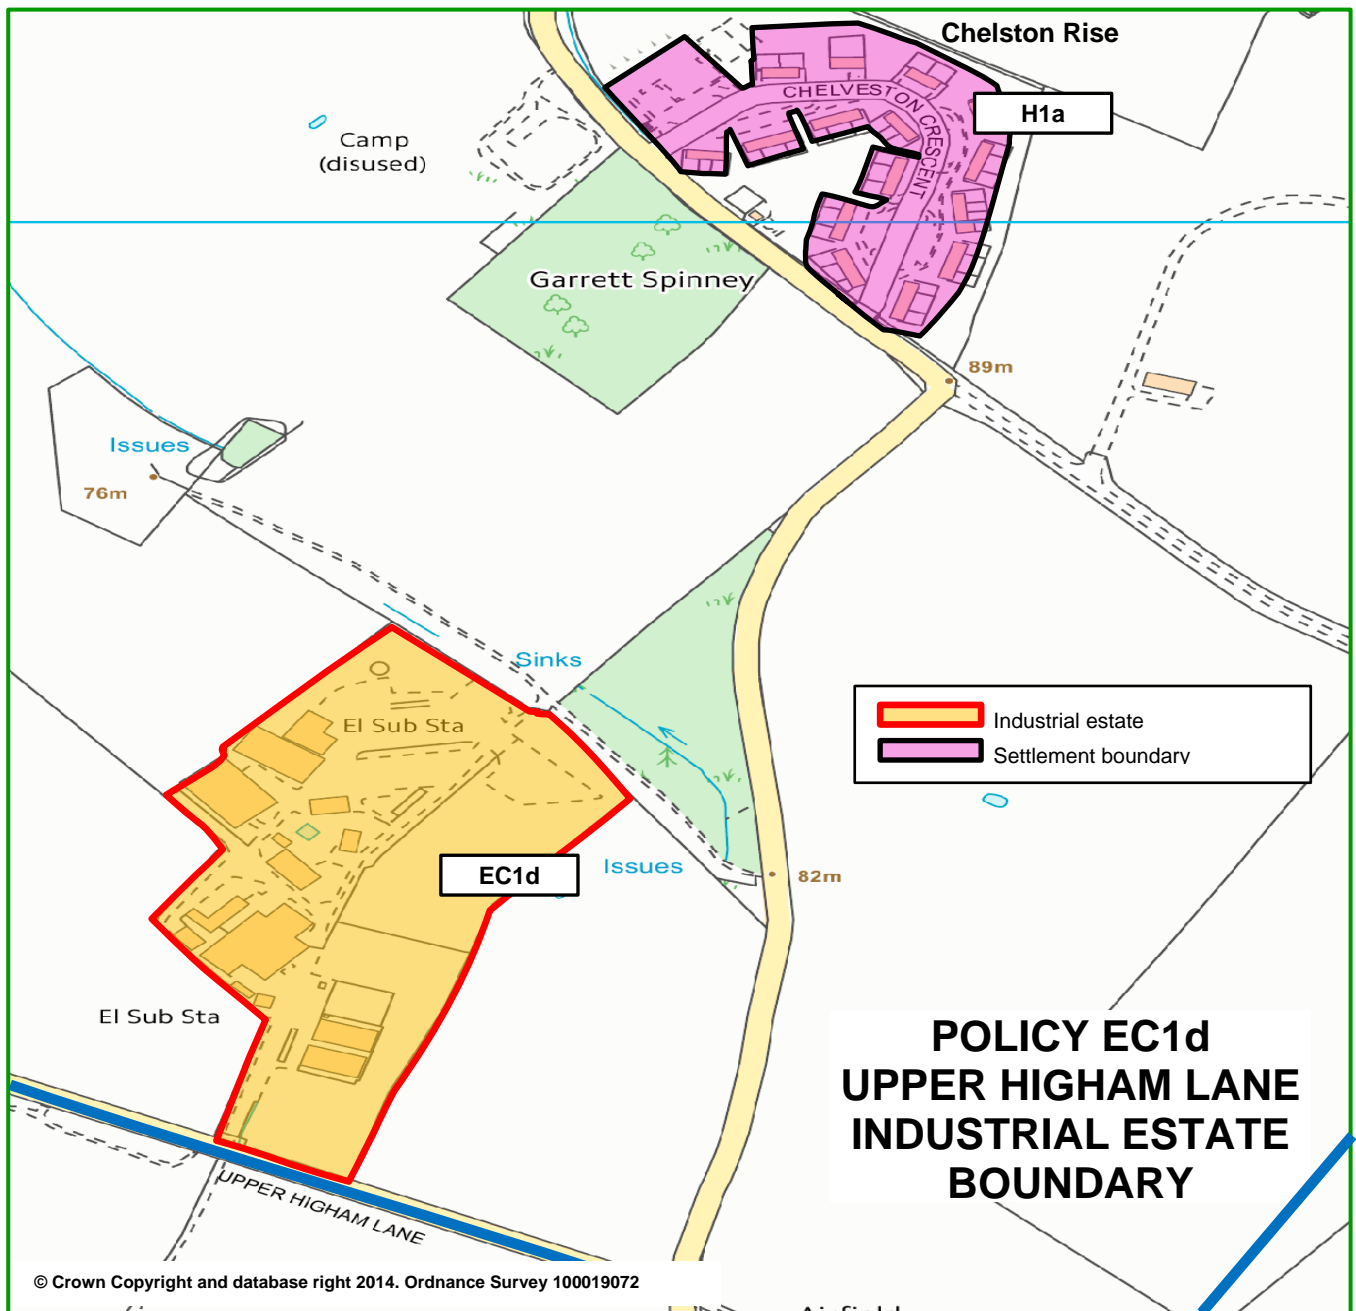 Chelston Rise
H1a
CHELVESTON CRESCENT
Camp
(disused)
Garrett Spinney
89m
Issues
76m
Sinks
El Sub Sta
Industrial estate
Settlement boundary
EC1d
Issues
82m
El Sub Sta
POLICY EC1d
UPPER HIGHAM LANE
INDUSTRIAL ESTATE
BOUNDARY
UPPER HIGHAM LANE
© Crown Copyright and database right 2014. Ordnance Survey 100019072